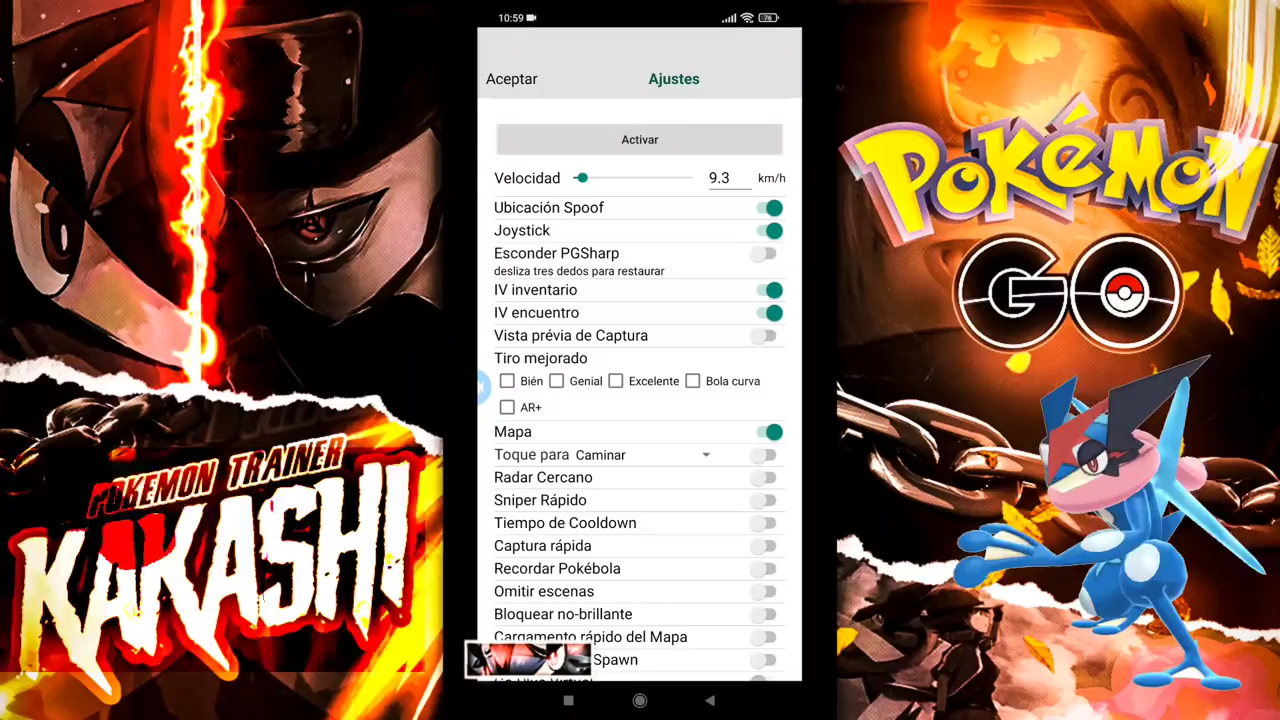 10:59
76
Aceptar
Ajustes
Activar
Velocidad 9.3 km/h
Ubicación Spoof
Joystick
Esconder PGSharp
desliza tres dedos para restaurar
IV inventario
IV encuentro
Vista prévia de Captura
Tiro mejorado
Bién Genial Excelente Bola curva
AR+
Mapa
Toque para Caminar
Radar Cercano
Sniper Rápido
Tiempo de Cooldown
Captura rápida
Recordar Pokébola
Omitir escenas
Bloquear no-brillante
Cargamento rápido del Mapa
Spawn
POKEMON TRAINER
KAKASHI
POKéMON
GO